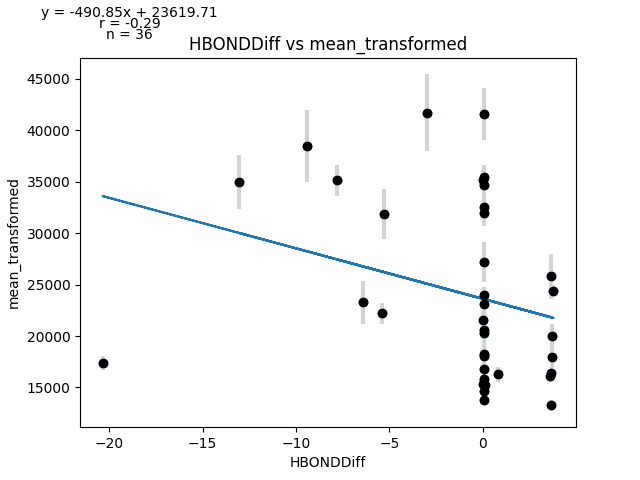 y = -490.85x + 23619.71
r = -0.29
n = 36
HBONDDiff vs mean_transformed
45000
40000
35000
30000
25000
20000
15000
mean_transformed
−20
−15
−10
−5
0
HBONDDiff